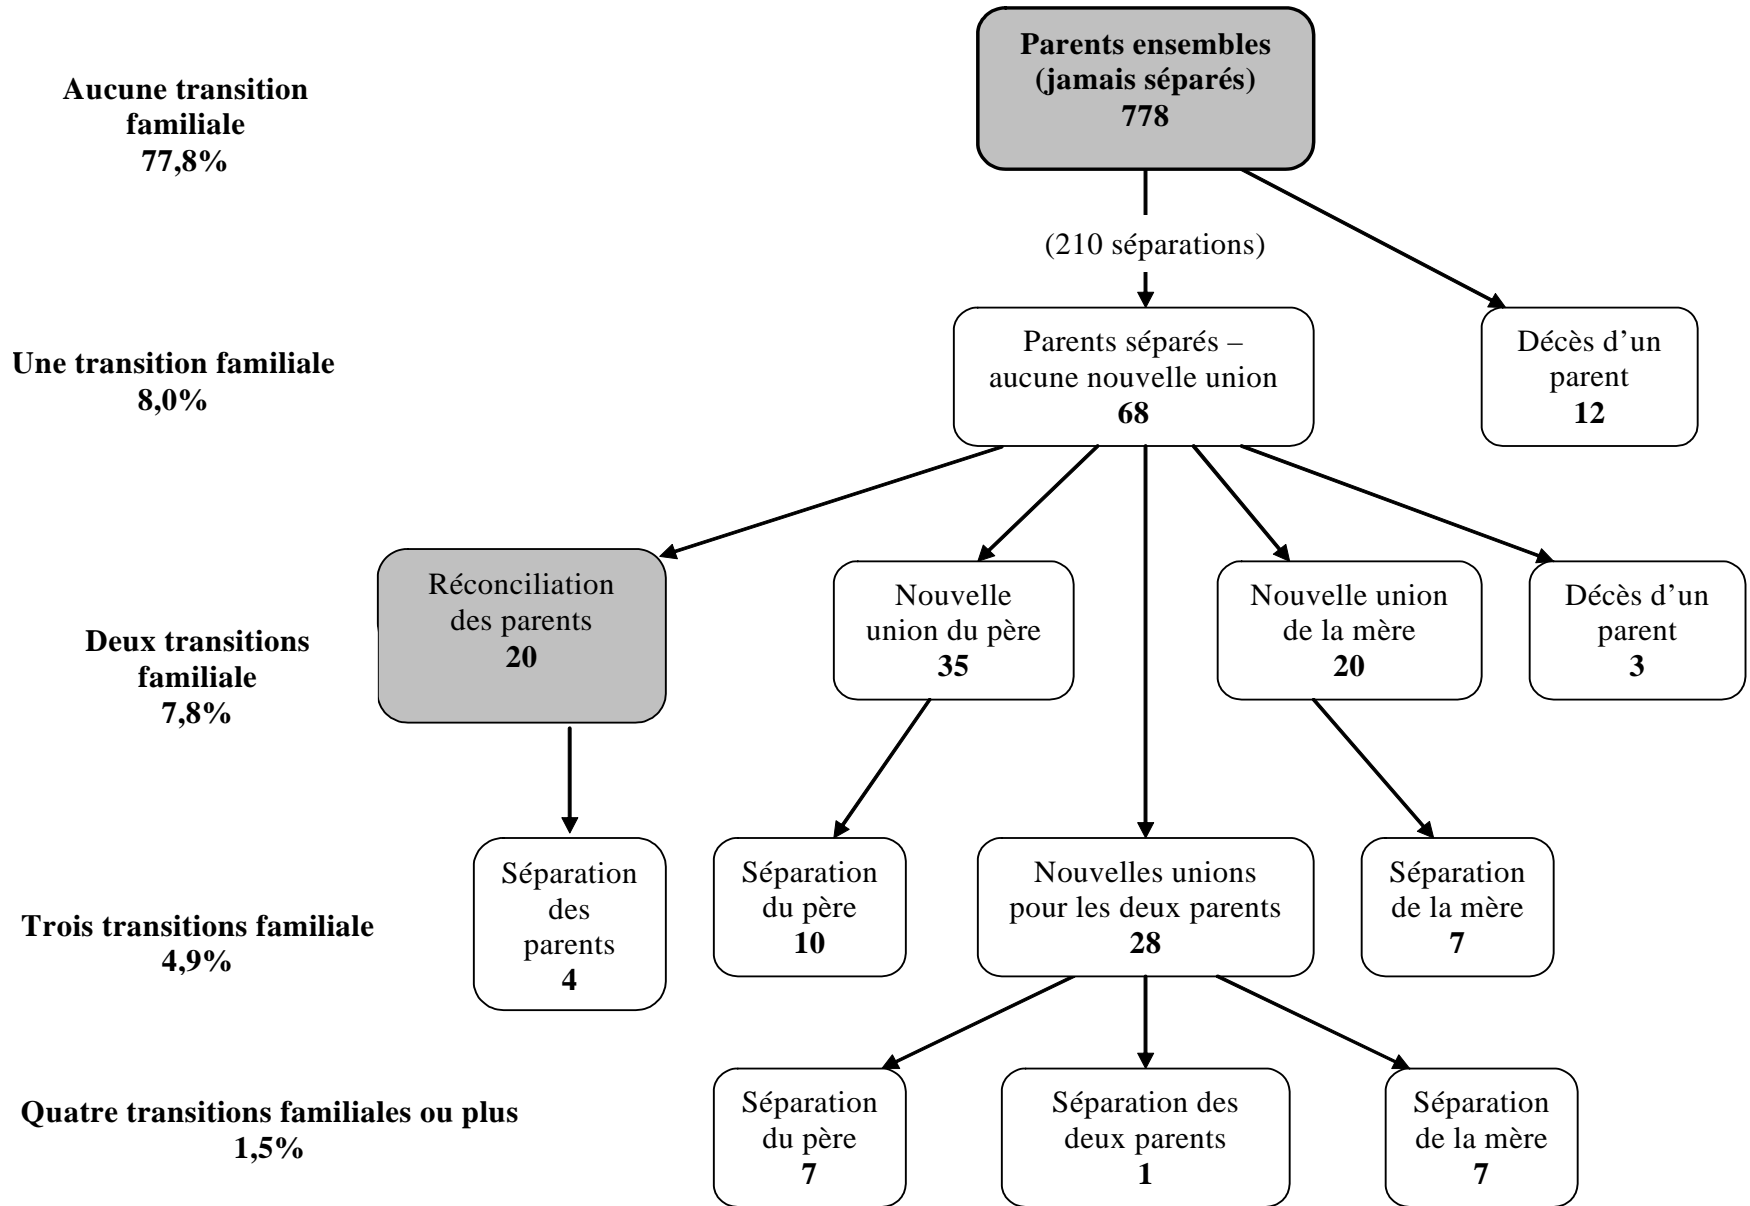 Parents ensembles
(jamais séparés)
778
Aucune transition
familiale
77,8%
(210 séparations)
Une transition familiale
8,0%
Parents séparés –
aucune nouvelle union
68
Décès d’un
parent
12
Deux transitions
familiale
7,8%
Réconciliation
des parents
20
Nouvelle
union du père
35
Nouvelle union
de la mère
20
Décès d’un
parent
3
Trois transitions familiale
4,9%
Séparation
des
parents
4
Séparation
du père
10
Nouvelles unions
pour les deux parents
28
Séparation
de la mère
7
Quatre transitions familiales ou plus
1,5%
Séparation
du père
7
Séparation des
deux parents
1
Séparation
de la mère
7